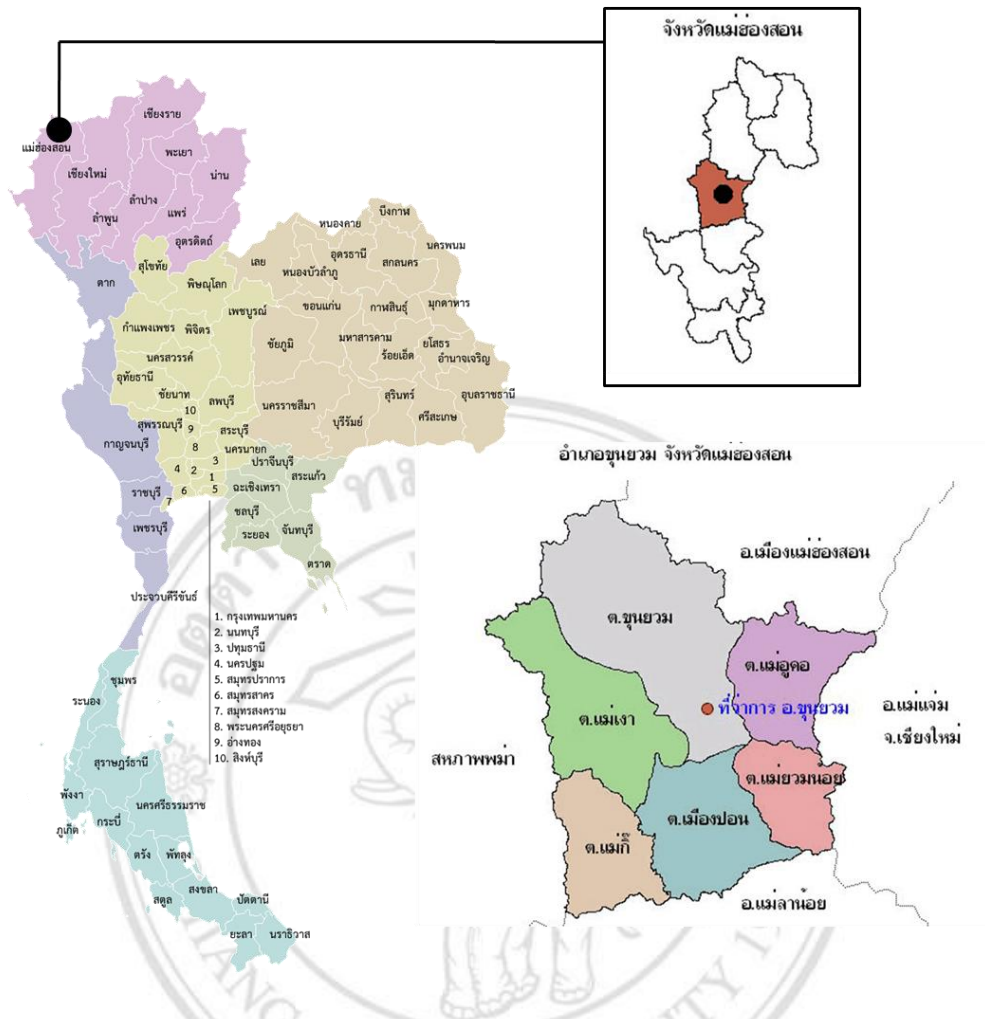 จังหวัดแม่ฮ่องสอน
เชียงราย
แม่ฮ่องสอน
พะเยา
เชียงใหม่
น่าน
ลำปาง
ลำพูน
แพร่
อุตรดิตถ์
บึงกาฬ
หนองคาย
นครพนม
เลย
อุดรธานี
สกลนคร
หนองบัวลำภู
สุโขทัย
ตาก
พิษณุโลก
เพชรบูรณ์
ขอนแก่น
กาฬสินธุ์
มุกดาหาร
กำแพงเพชร
พิจิตร
ชัยภูมิ
มหาสารคาม
ร้อยเอ็ด
ยโสธร
อำนาจเจริญ
นครสวรรค์
อุทัยธานี
ชัยนาท
ลพบุรี
นครราชสีมา
บุรีรัมย์
สุรินทร์
ศรีสะเกษ
อุบลราชธานี
10
สุพรรณบุรี
9
สระบุรี
กาญจนบุรี
8
นครนายก
3
ปราจีนบุรี
สระแก้ว
4
2
1
ราชบุรี
6
5
7
ฉะเชิงเทรา
ชลบุรี
เพชรบุรี
ระยอง
จันทบุรี
ตราด
ประจวบคีรีขันธ์
1. กรุงเทพมหานคร
2. นนทบุรี
3. ปทุมธานี
4. นครปฐม
5. สมุทรปราการ
6. สมุทรสาคร
7. สมุทรสงคราม
8. พระนครศรีอยุธยา
9. อ่างทอง
10. สิงห์บุรี
ชุมพร
ระนอง
สุราษฎร์ธานี
พังงา
นครศรีธรรมราช
ภูเก็ต
กระบี่
ตรัง
พัทลุง
สงขลา
สตูล
ปัตตานี
ยะลา
นราธิวาส
อำเภอขุนยวม จังหวัดแม่ฮ่องสอน
อ.เมืองแม่ฮ่องสอน
ต.ขุนยวม
ต.แม่อูคอ
ที่ว่าการ อ.ขุนยวม
อ.แม่แจ่ม
จ.เชียงใหม่
ต.แม่เงา
สหภาพพม่า
ต.แม่ยวมน้อย
ต.เมืองปอน
ต.แม่กิ๊
อ.แม่ลาน้อย